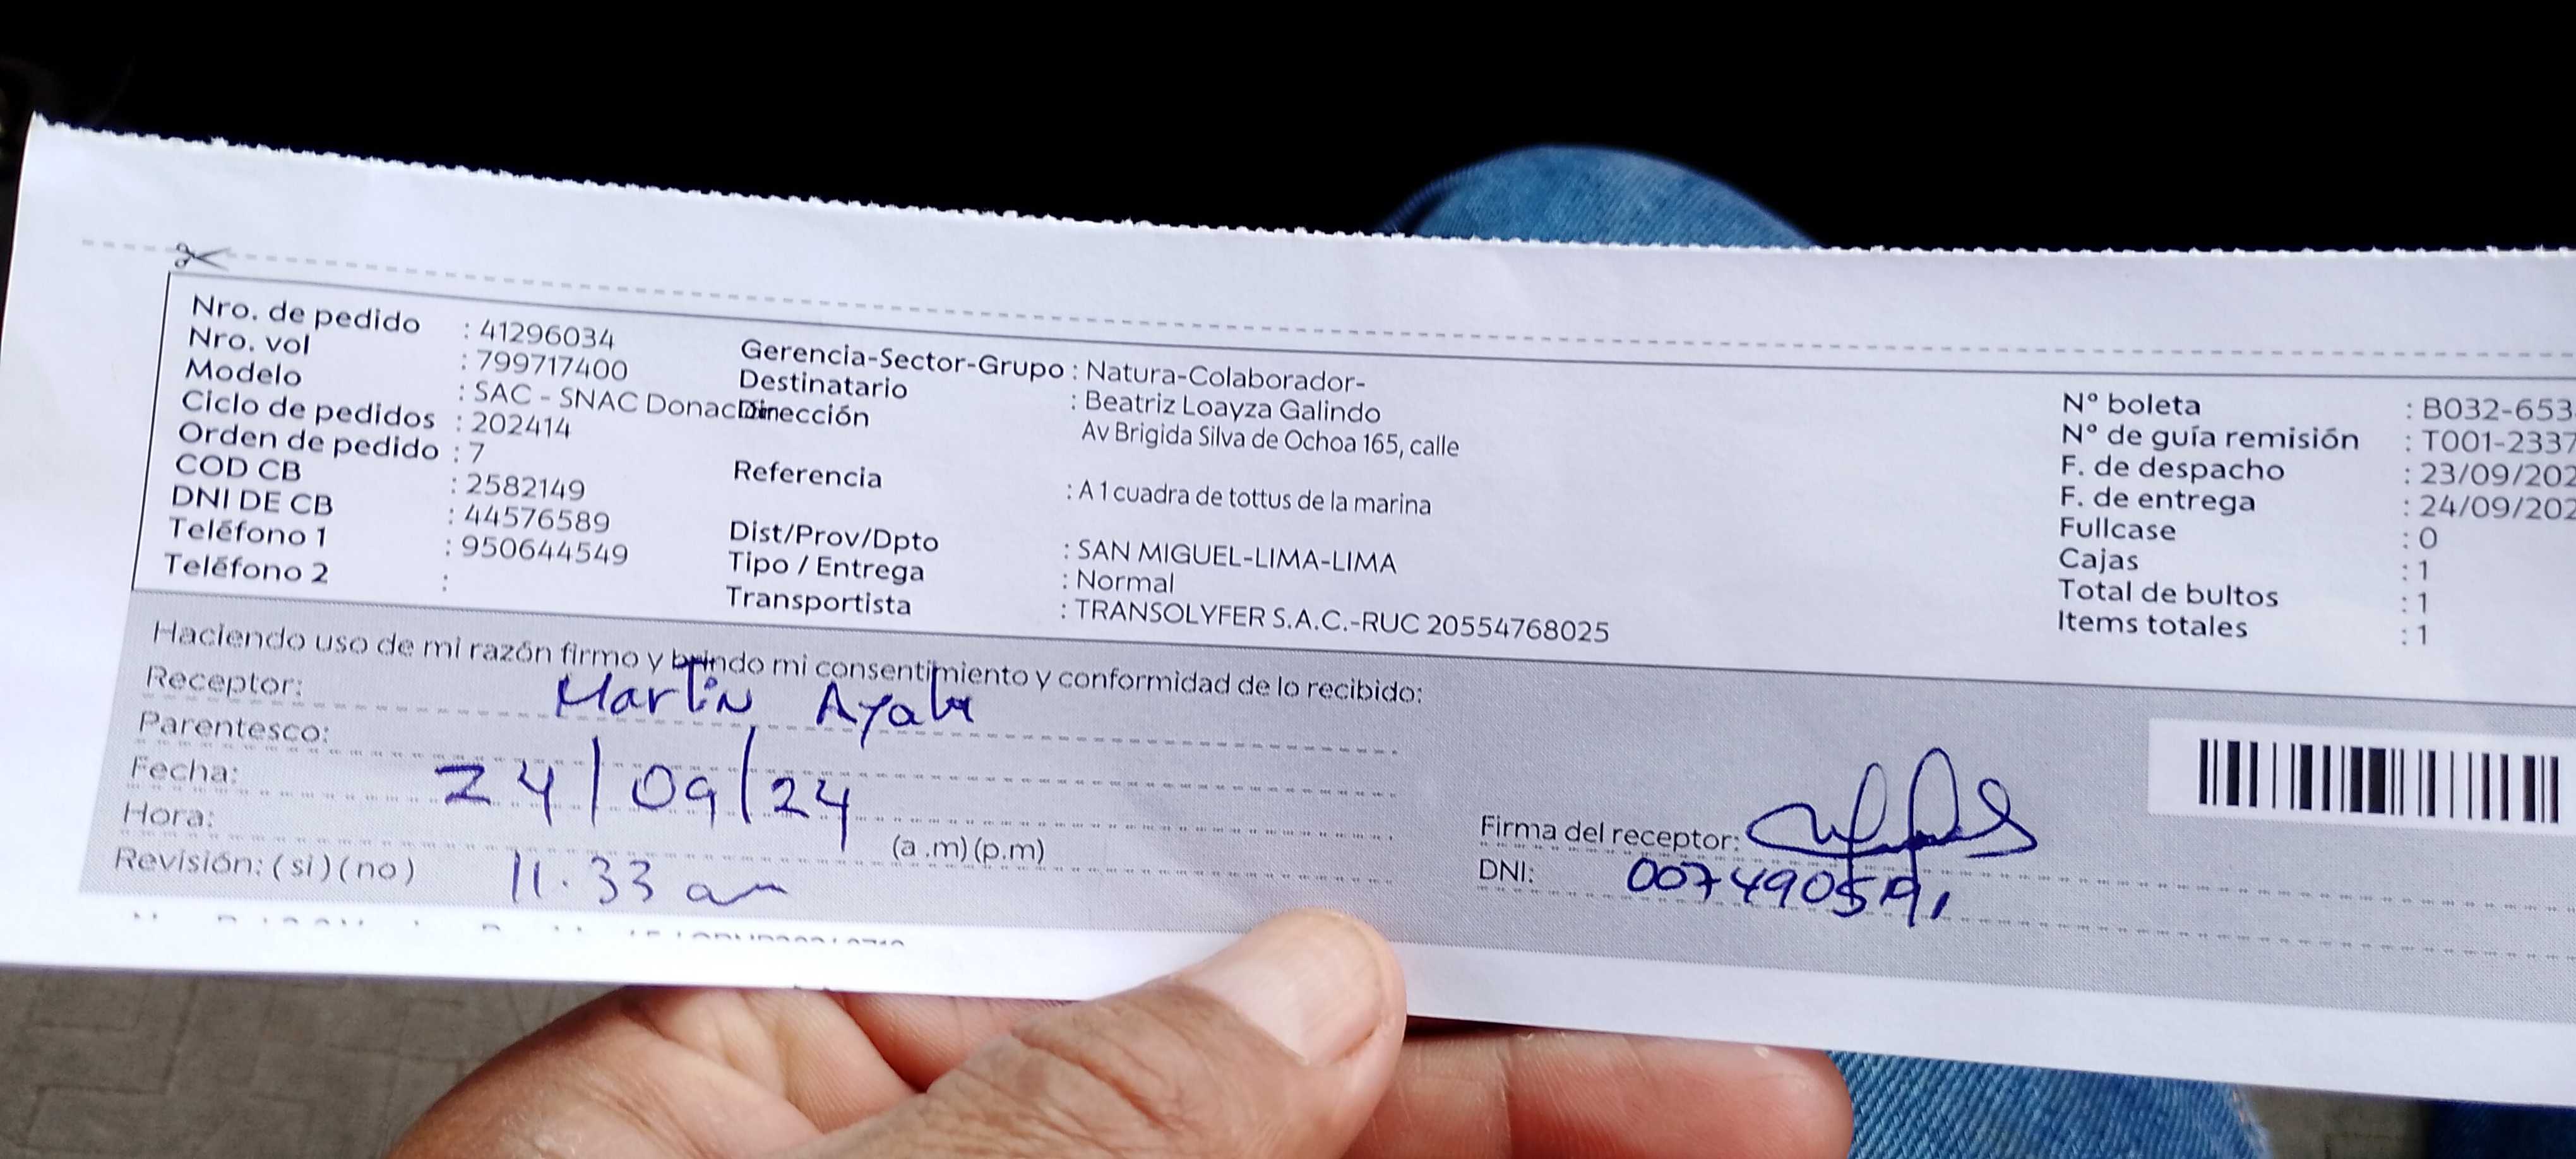 Nro. de pedido : 41296034
Nro. vol : 799717400
Modelo : SAC - SNAC Donac
Ciclo de pedidos : 202414
Orden de pedido : 7
COD CB : 2582149
DNI DE CB : 44576589
Teléfono 1 : 950644549
Teléfono 2 :
Gerencia-Sector-Grupo : Natura-Colaborador-
Destinatario : Beatriz Loayza Galindo
Dirección Av Brigida Silva de Ochoa 165, calle
Referencia : A 1 cuadra de tottus de la marina
Dist/Prov/Dpto : SAN MIGUEL-LIMA-LIMA
Tipo / Entrega : Normal
Transportista : TRANSOLYFER S.A.C.-RUC 20554768025
Nº boleta : B032-653
Nº de guía remisión : T001-2337
F. de despacho : 23/09/202
F. de entrega : 24/09/202
Fullcase : 0
Cajas : 1
Total de bultos : 1
Items totales : 1
Haciendo uso de mi razón firmo y brindo mi consentimiento y conformidad de lo recibido:
Receptor: Martin Ayala
Parentesco:
Fecha: 24/09/24
Hora: (a.m)(p.m)
Revisión: (si)(no) 11.33 am
Firma del receptor:
DNI: